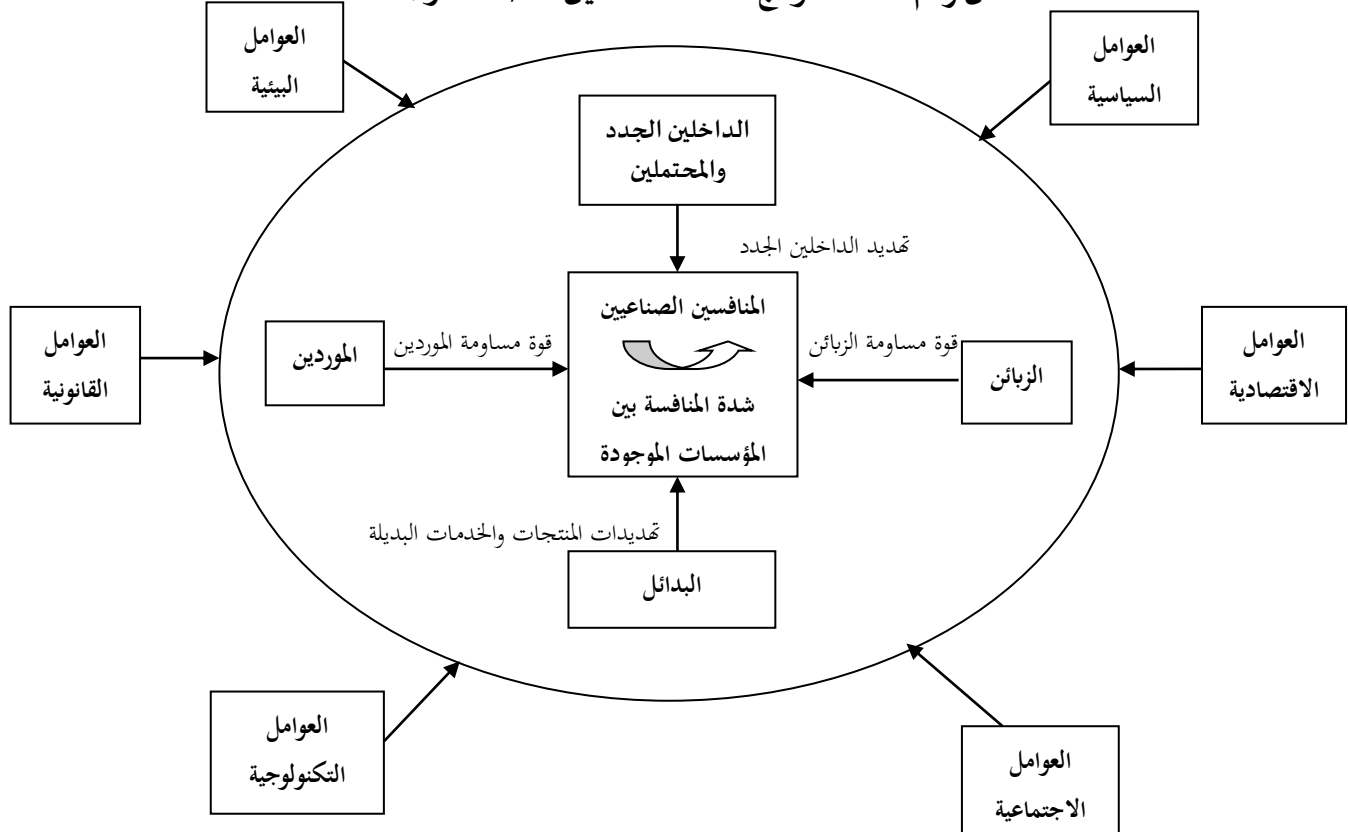 العوامل
البيئية
العوامل
السياسية
الداخلين الجدد
والمحتملين
تهديد الداخلين الجدد
المنافسين الصناعيين
شدة المنافسة بين
المؤسسات الموجودة
العوامل
الاقتصادية
الزبائن
قوة مساومة الزبائن
قوة مساومة الموردين
الموردين
العوامل
القانونية
تهديدات المنتجات والخدمات البديلة
البدائل
العوامل
التكنولوجية
العوامل
الاجتماعية